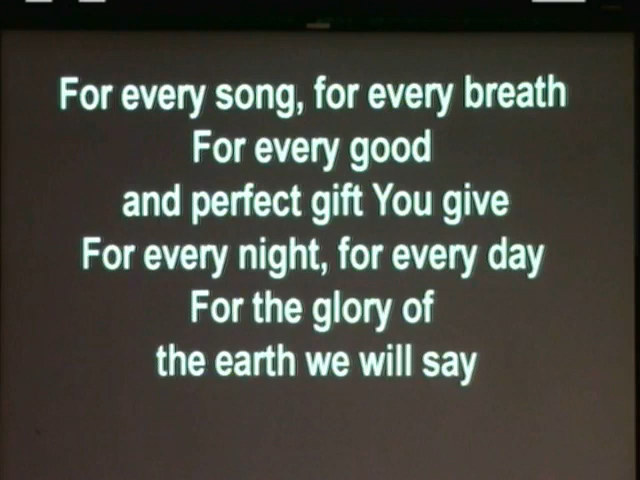 For every song, for every breath
For every good
and perfect gift You give
For every night, for every day
For the glory of
the earth we will say